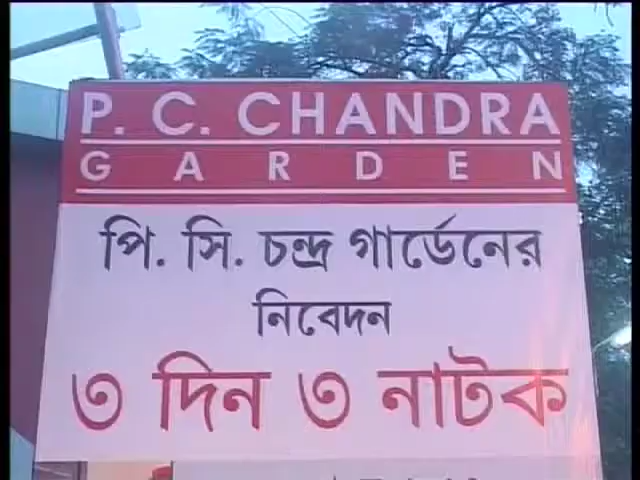 P. C. CHANDRA
GARDEN
পি. সি. চন্দ্র গার্ডেনের
নিবেদন
৩ দিন ৩ নাটক